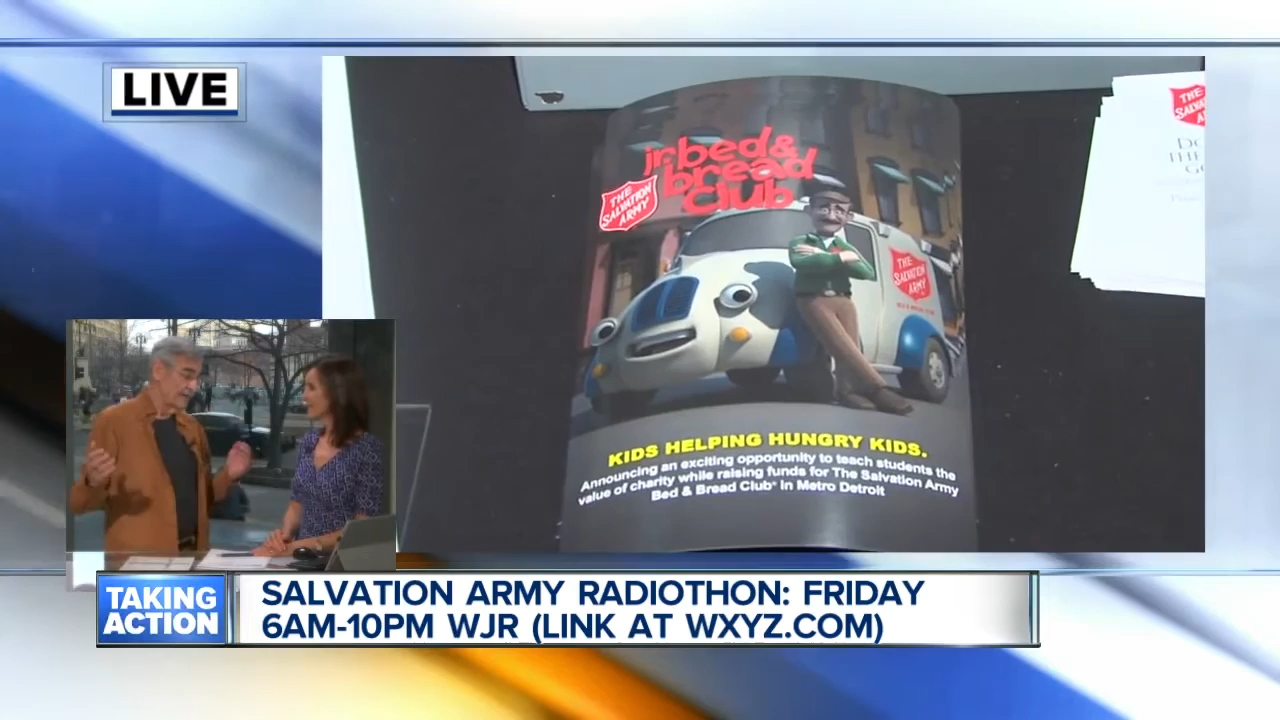 LIVE
jr bed &
bread
club
THE
SALVATION
ARMY
THE
SALVATION
ARMY
KIDS HELPING HUNGRY KIDS.
Announcing an exciting opportunity to teach students the
value of charity while raising funds for The Salvation Army
Bed & Bread Club® in Metro Detroit
THE
TAKING
ACTION
SALVATION ARMY RADIOTHON: FRIDAY
6AM-10PM WJR (LINK AT WXYZ.COM)